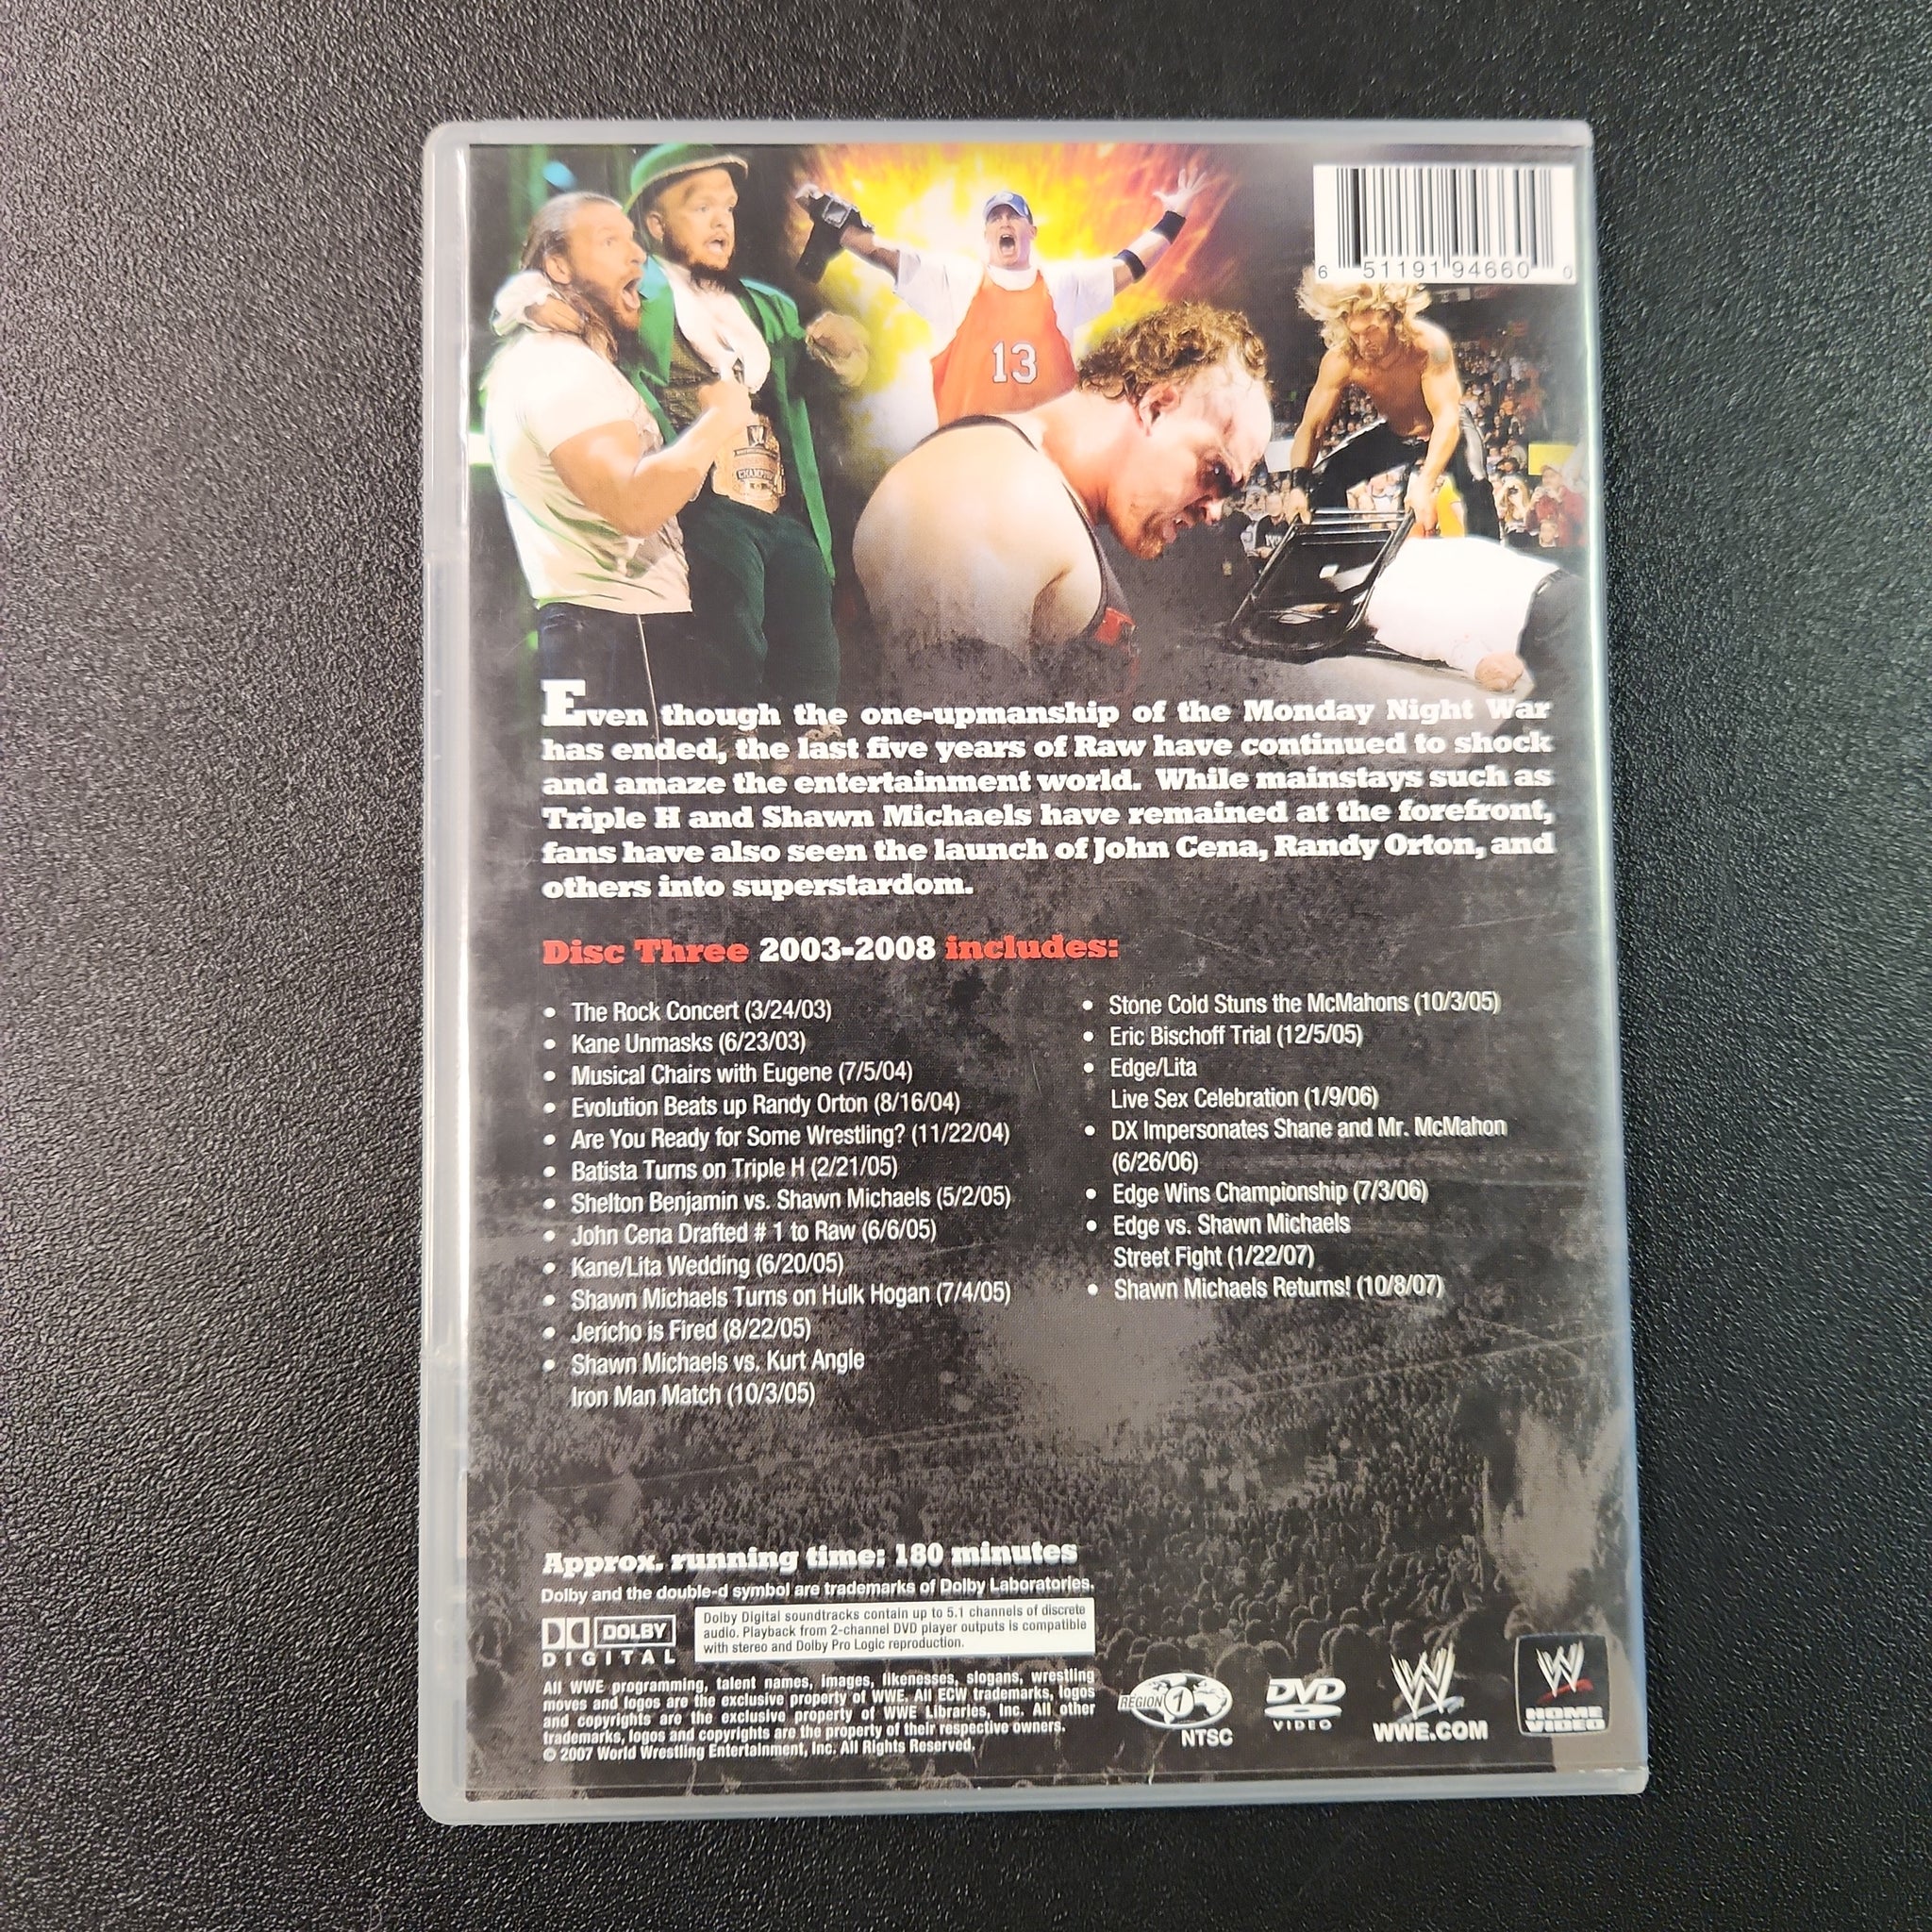 6 51191 94660 0
13
Even though the one-upmanship of the Monday Night War
has ended, the last five years of Raw have continued to shock
and amaze the entertainment world. While mainstays such as
Triple H and Shawn Michaels have remained at the forefront,
fans have also seen the launch of John Cena, Randy Orton, and
others into superstardom.
Disc Three 2003-2008 includes:
• The Rock Concert (3/24/03)
• Kane Unmasks (6/23/03)
• Musical Chairs with Eugene (7/5/04)
• Evolution Beats up Randy Orton (8/16/04)
• Are You Ready for Some Wrestling? (11/22/04)
• Batista Turns on Triple H (2/21/05)
• Shelton Benjamin vs. Shawn Michaels (5/2/05)
• John Cena Drafted # 1 to Raw (6/6/05)
• Kane/Lita Wedding (6/20/05)
• Shawn Michaels Turns on Hulk Hogan (7/4/05)
• Jericho is Fired (8/22/05)
• Shawn Michaels vs. Kurt Angle
Iron Man Match (10/3/05)
• Stone Cold Stuns the McMahons (10/3/05)
• Eric Bischoff Trial (12/5/05)
• Edge/Lita
Live Sex Celebration (1/9/06)
• DX Impersonates Shane and Mr. McMahon
(6/26/06)
• Edge Wins Championship (7/3/06)
• Edge vs. Shawn Michaels
Street Fight (1/22/07)
• Shawn Michaels Returns! (10/8/07)
Approx. running time: 180 minutes
Dolby and the double-d symbol are trademarks of Dolby Laboratories.
DOLBY
DIGITAL
Dolby Digital soundtracks contain up to 5.1 channels of discrete
audio. Playback from 2-channel DVD player outputs is compatible
with stereo and Dolby Pro Logic reproduction.
All WWE programming, talent names, images, likenesses, slogans, wrestling
moves and logos are the exclusive property of WWE. All ECW trademarks, logos
and copyrights are the exclusive property of WWE Libraries, Inc. All other
trademarks, logos and copyrights are the property of their respective owners.
© 2007 World Wrestling Entertainment, Inc. All Rights Reserved.
REGION 1
NTSC
DVD
VIDEO
W
WWE.COM
W
HOME
VIDEO